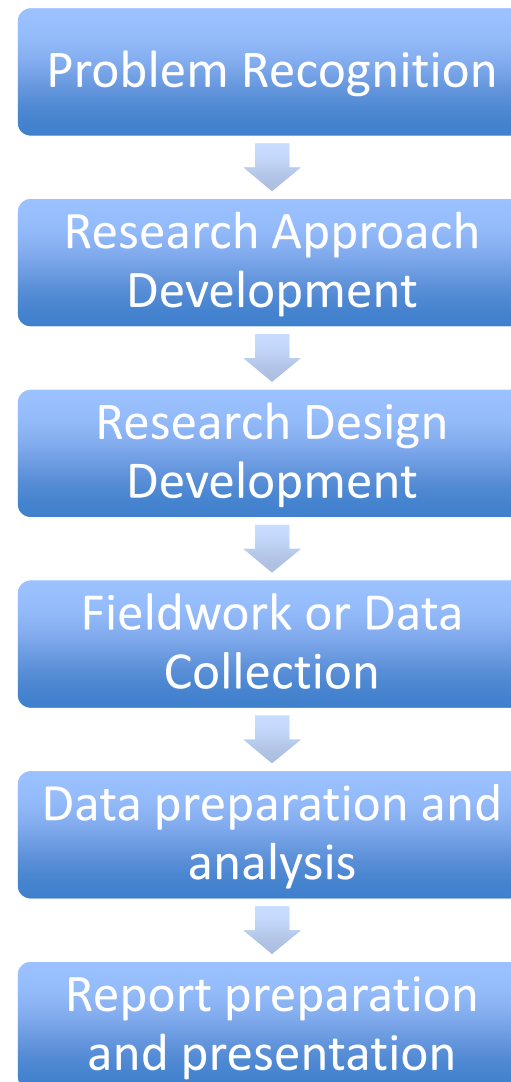 Problem Recognition
Research Approach
Development
Research Design
Development
Fieldwork or Data
Collection
Data preparation and
analysis
Report preparation
and presentation